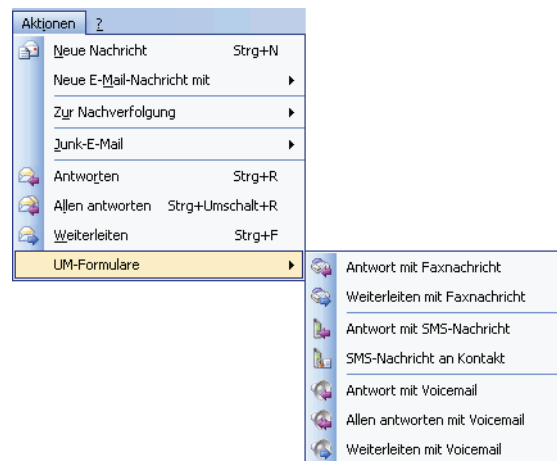 Aktionen ?
Neue Nachricht Strg+N
Neue E-Mail-Nachricht mit
Zur Nachverfolgung
Junk-E-Mail
Antworten Strg+R
Allen antworten Strg+Umschalt+R
Weiterleiten Strg+F
UM-Formulare
Antwort mit Faxnachricht
Weiterleiten mit Faxnachricht
Antwort mit SMS-Nachricht
SMS-Nachricht an Kontakt
Antwort mit Voicemail
Allen antworten mit Voicemail
Weiterleiten mit Voicemail